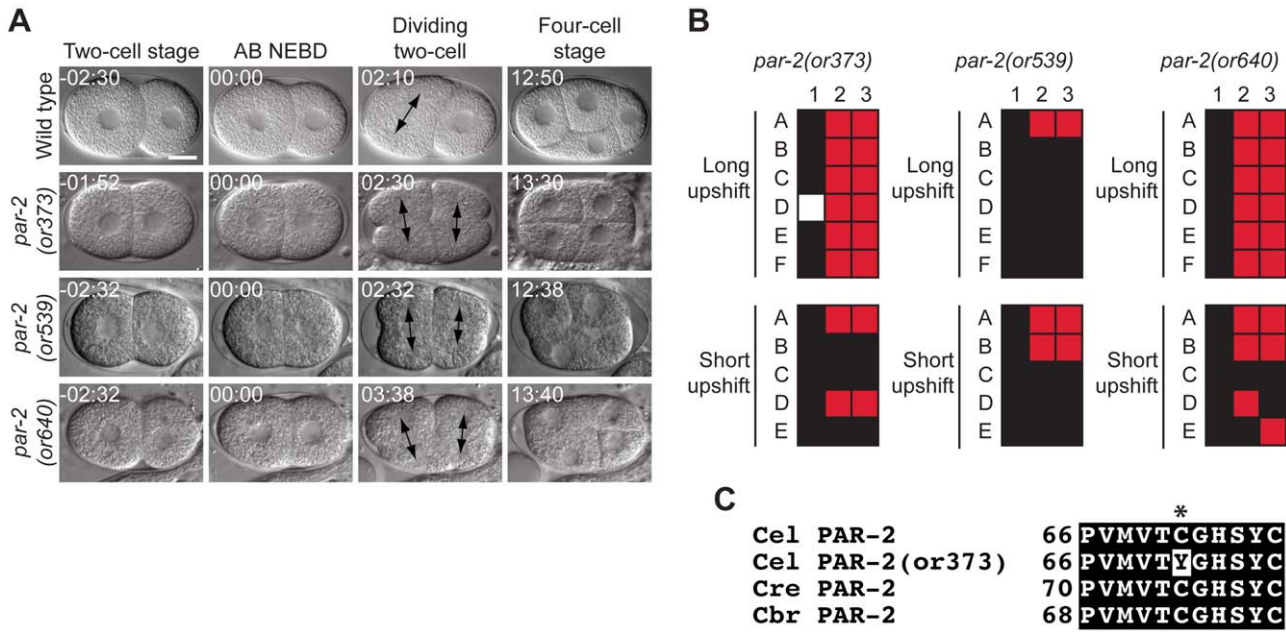 A
Two-cell stage AB NEBD Dividing two-cell Four-cell stage
Wild type
-02:30 00:00 02:10 12:50
par-2 (or373)
-01:52 00:00 02:30 13:30
par-2 (or539)
-02:32 00:00 02:32 12:38
par-2 (or640)
-02:32 00:00 03:38 13:40
B
par-2(or373) par-2(or539) par-2(or640)
1 2 3 1 2 3 1 2 3
Long upshift A B C D E F
Long upshift A B C D E F
Long upshift A B C D E F
Short upshift A B C D E
Short upshift A B C D E
Short upshift A B C D E
C
*
Cel PAR-2 66 PVMVTCGHSYC
Cel PAR-2(or373) 66 PVMVTYGHSYC
Cre PAR-2 70 PVMVTCGHSYC
Cbr PAR-2 68 PVMVTCGHSYC